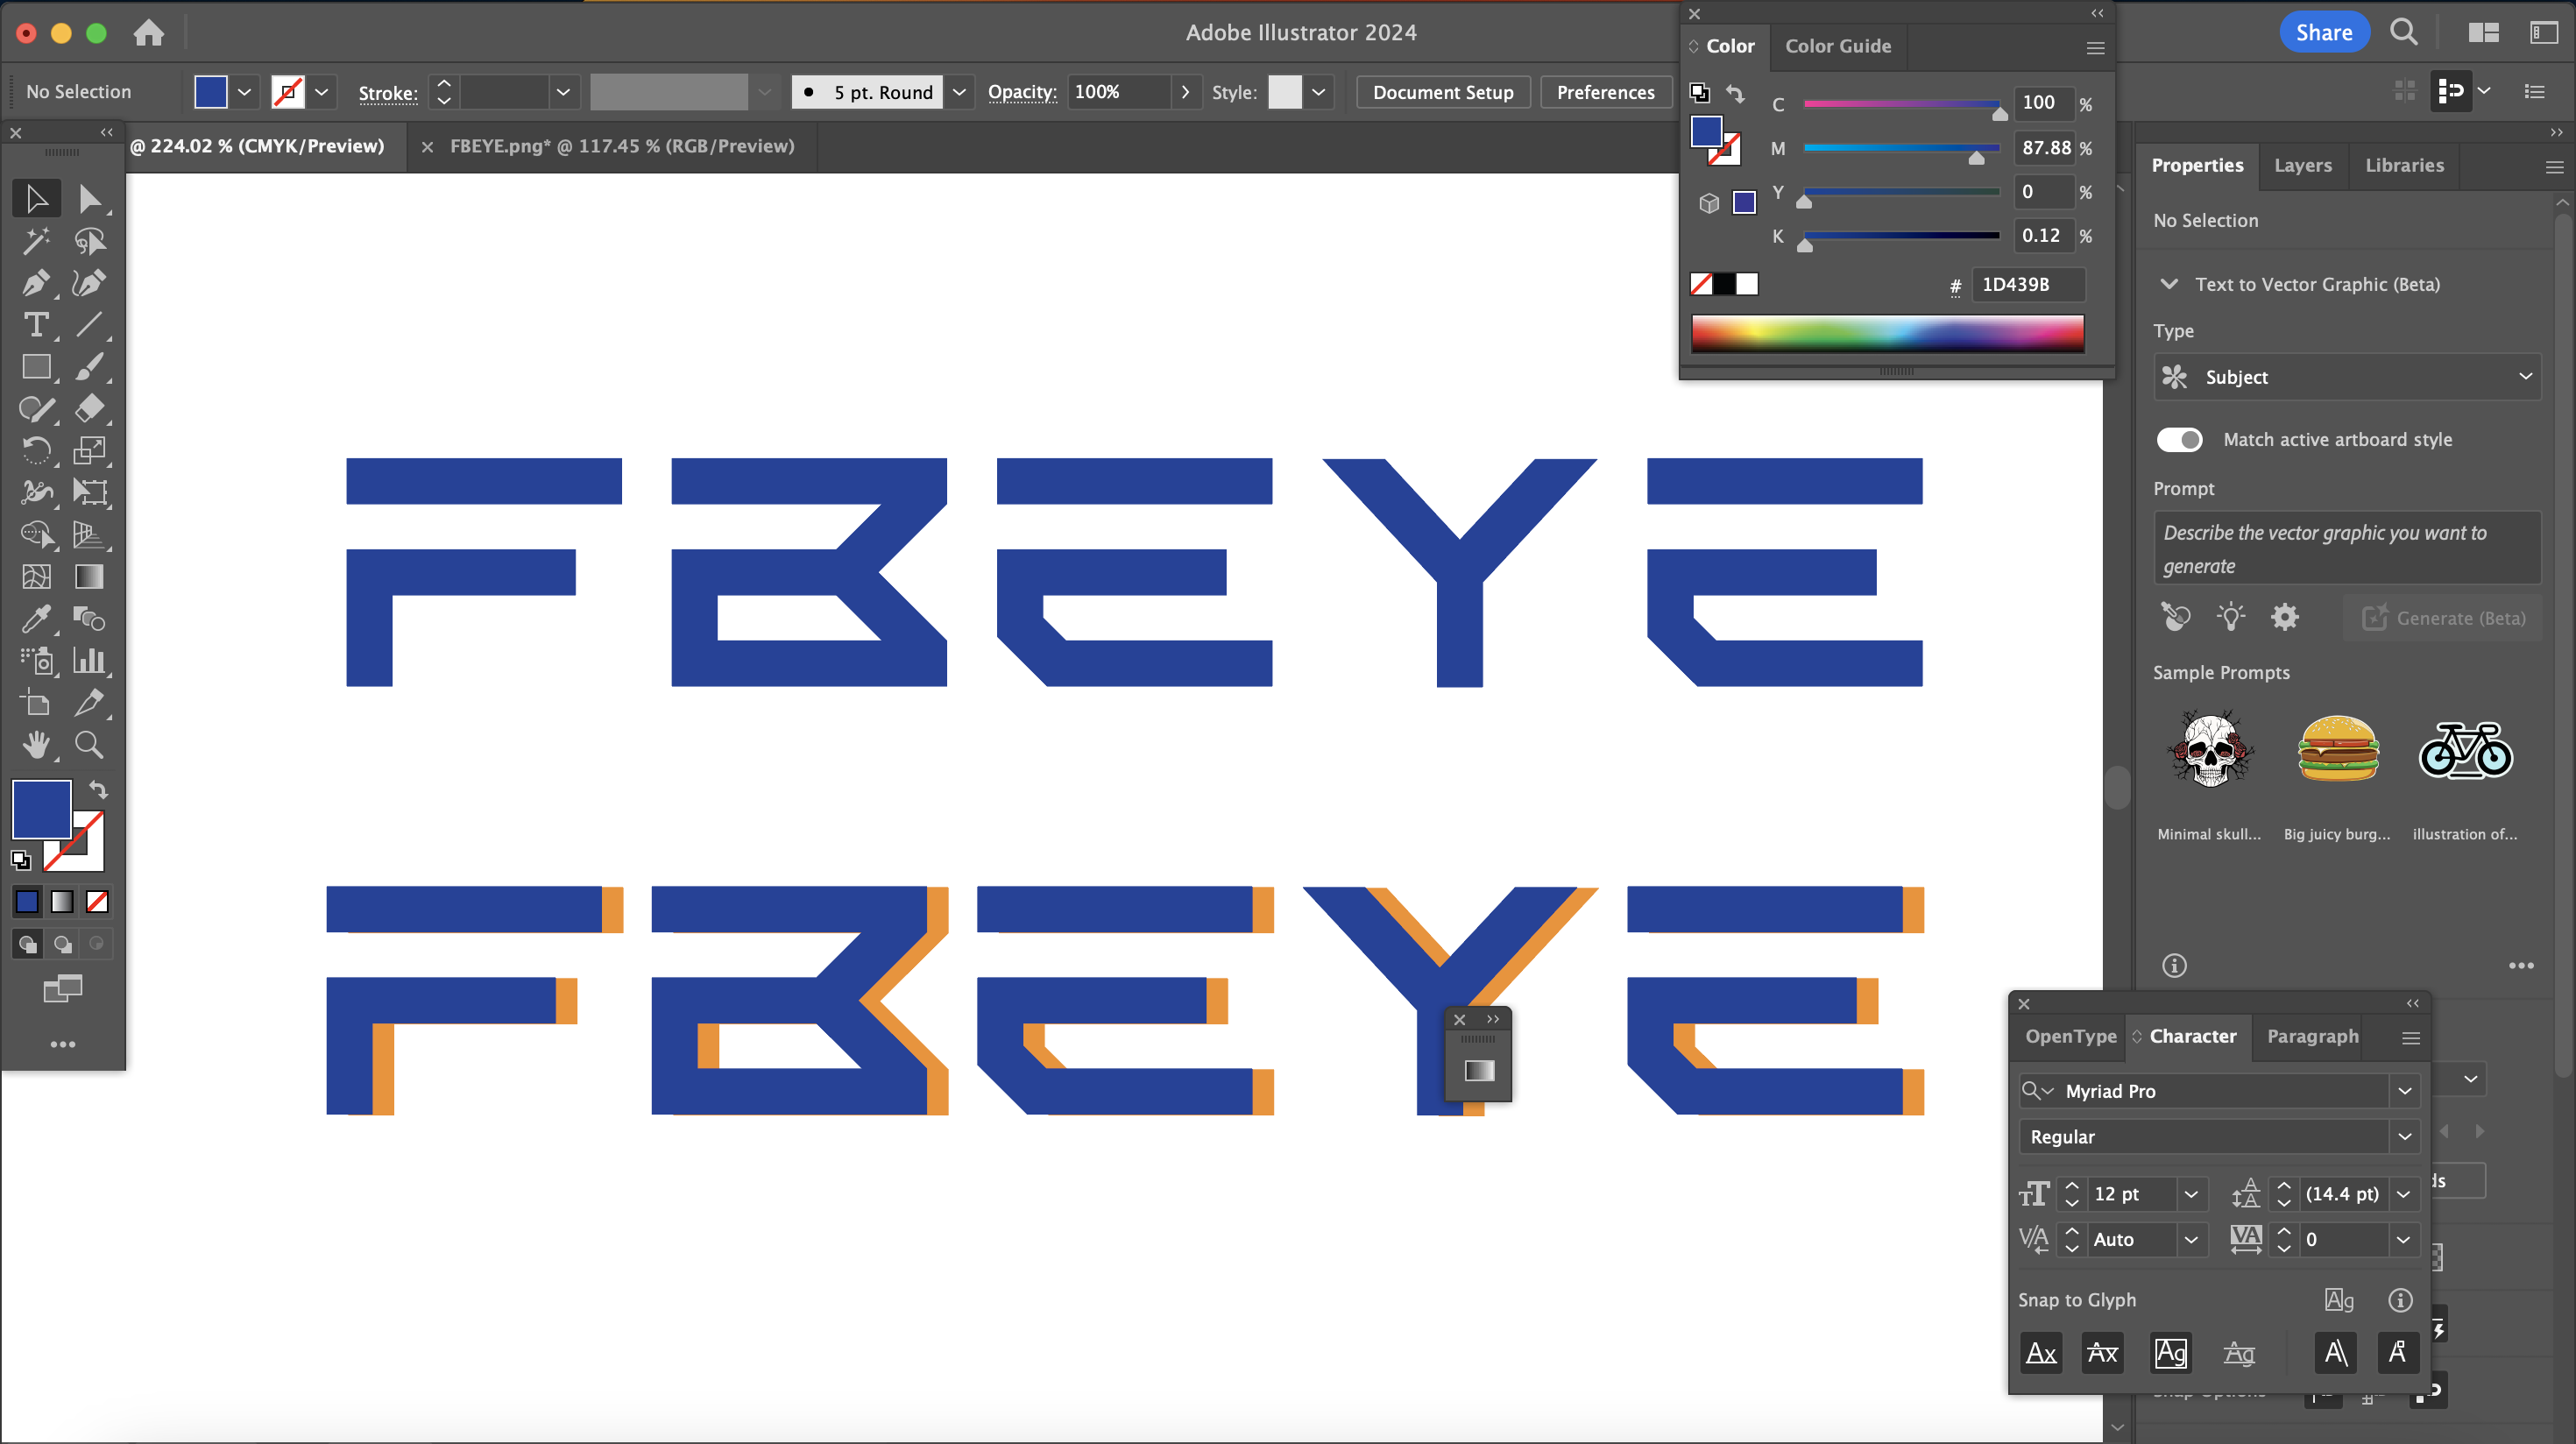 Adobe Illustrator 2024
Share
No Selection
Stroke:
5 pt. Round
Opacity:
100%
Style:
Document Setup
Preferences
@ 224.02 % (CMYK/Preview)
× FBEYE.png* @ 117.45 % (RGB/Preview)
Color
Color Guide
C 100 %
M 87.88 %
Y 0 %
K 0.12 %
# 1D439B
Properties
Layers
Libraries
No Selection
Text to Vector Graphic (Beta)
Type
Subject
Match active artboard style
Prompt
Describe the vector graphic you want to
generate
Generate (Beta)
Sample Prompts
Minimal skull...
Big juicy burg...
illustration of...
FBEYE
FBEYE
OpenType
Character
Paragraph
Myriad Pro
Regular
12 pt
(14.4 pt)
Auto
0
Snap to Glyph